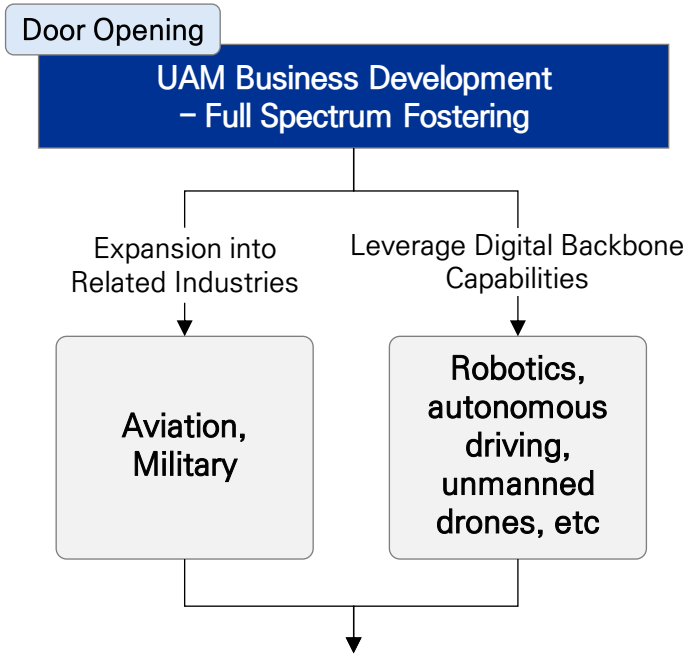 Door Opening
UAM Business Development
– Full Spectrum Fostering
Expansion into
Related Industries
Leverage Digital Backbone
Capabilities
Aviation,
Military
Robotics,
autonomous
driving,
unmanned
drones, etc